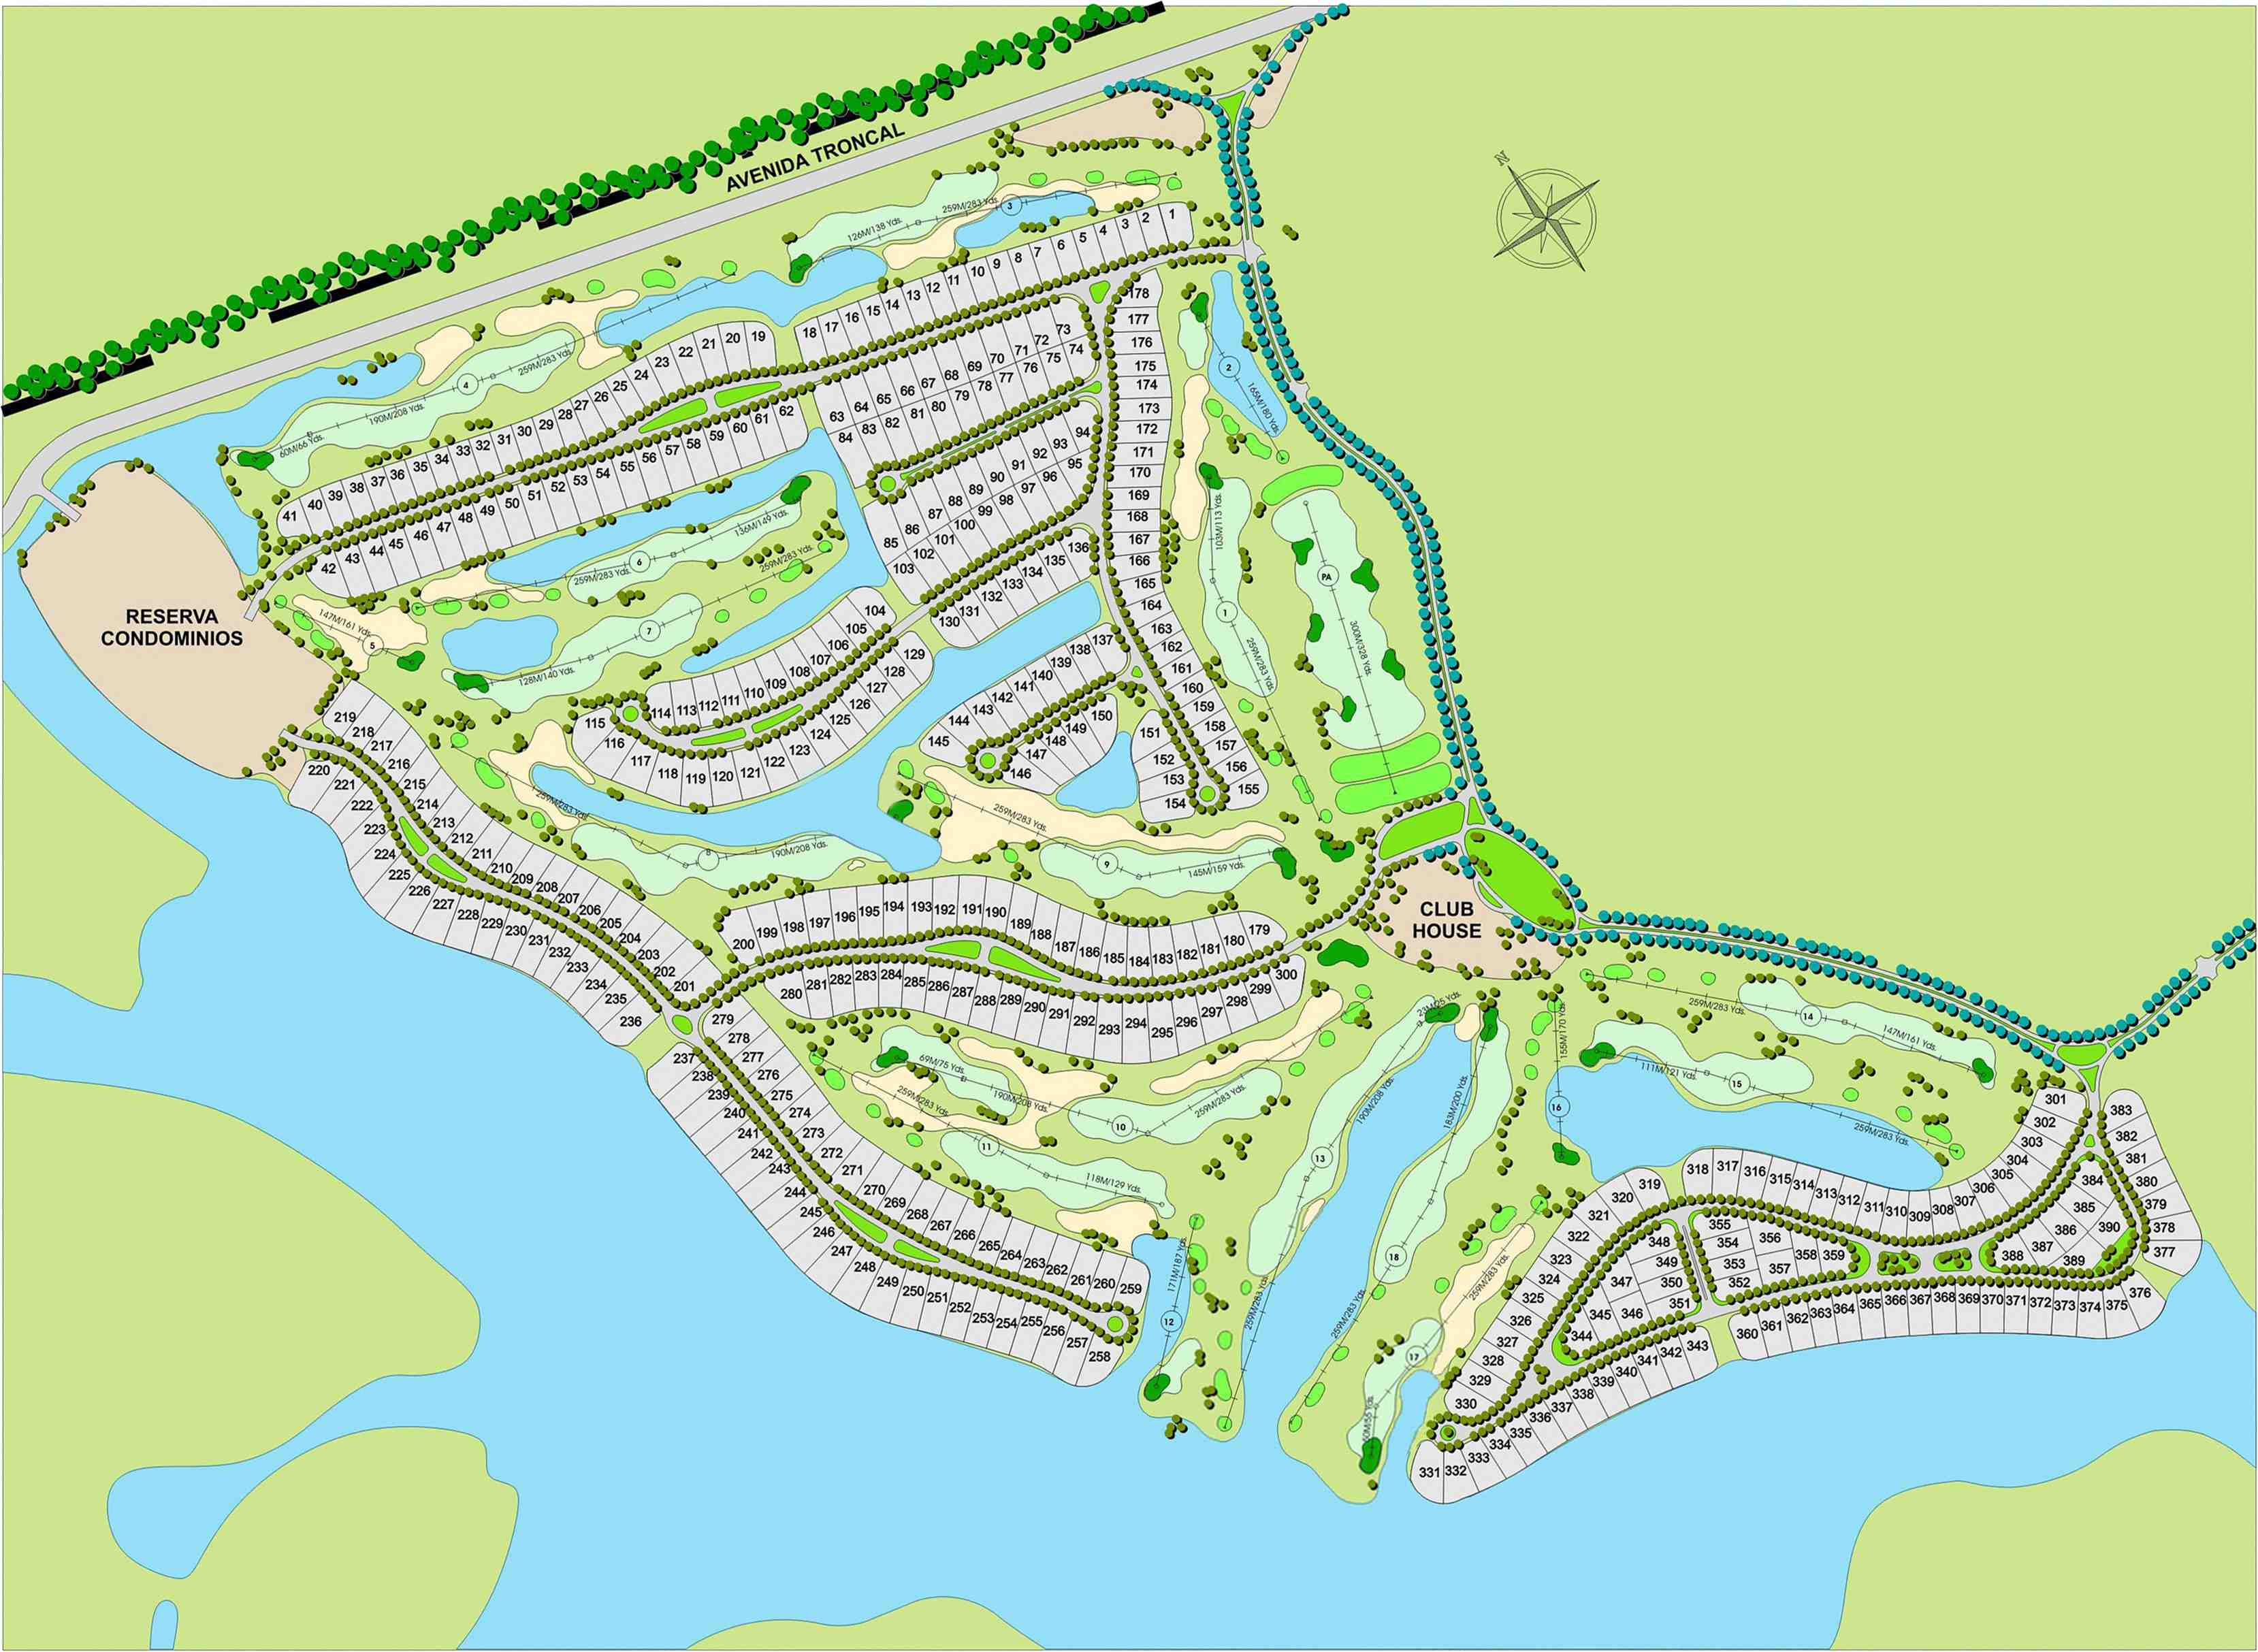 AVENIDA TRONCAL
N
RESERVA
CONDOMINIOS
CLUB
HOUSE
1 2 3 4 5 6 7 8 9 10 11 12 13 14 15 16 17 18
19 20 21 22 23 24 25 26 27 28 29 30 31 32 33 34 35 36 37 38 39 40 41
42 43 44 45 46 47 48 49 50 51 52 53 54 55 56 57 58 59 60 61 62
63 64 65 66 67 68 69 70 71 72 73
74 75 76 77 78 79 80 81 82 83 84
85 86 87 88 89 90 91 92 93 94
95 96 97 98 99 100 101 102 103
104 105 106 107 108 109 110 111 112 113 114
115 116 117 118 119 120 121 122 123 124 125 126 127 128 129
130 131 132 133 134 135 136
137 138 139 140 141 142 143 144 145
146 147 148 149 150
151 152 153 154 155 156 157 158 159 160 161 162 163 164 165 166 167 168 169 170 171 172 173 174 175 176 177 178
179 180 181 182 183 184 185 186 187 188 189 190 191 192 193 194 195 196 197 198 199 200
201 202 203 204 205 206 207 208 209 210 211 212 213 214 215 216 217 218 219
220 221 222 223 224 225 226 227 228 229 230 231 232 233 234 235 236
237 238 239 240 241 242 243 244 245 246 247 248 249 250 251 252 253 254 255 256 257 258
259 260 261 262 263 264 265 266 267 268 269 270 271 272 273 274 275 276 277 278 279
280 281 282 283 284 285 286 287 288 289 290 291 292 293 294 295 296 297 298 299 300
301 302 303 304 305 306 307 308 309 310 311 312 313 314 315 316 317 318
319 320 321 322 323 324 325 326 327 328 329 330
331 332 333 334 335 336 337 338 339 340 341 342 343
344 345 346 347 348 349 350 351
352 353 354 355 356 357 358 359
360 361 362 363 364 365 366 367 368 369 370 371 372 373 374 375 376
377 378 379 380 381 382 383
384 385 386 387 388 389 390
1
103M/113 Yds.
259M/283 Yds.
PA
300M/328 Yds.
2
165M/180 Yds.
3
126M/138 Yds.
259M/283 Yds.
4
60M/66 Yds.
190M/208 Yds.
259M/283 Yds.
5
147M/161 Yds.
6
259M/283 Yds.
136M/149 Yds.
7
128M/140 Yds.
259M/283 Yds.
8
259M/283 Yds.
190M/208 Yds.
9
259M/283 Yds.
145M/159 Yds.
10
69M/75 Yds.
190M/208 Yds.
259M/283 Yds.
11
259M/283 Yds.
118M/129 Yds.
12
171M/187 Yds.
13
23M/25 Yds.
190M/208 Yds.
259M/283 Yds.
14
259M/283 Yds.
147M/161 Yds.
15
111M/121 Yds.
259M/283 Yds.
16
155M/170 Yds.
17
259M/283 Yds.
50M/55 Yds.
18
183M/200 Yds.
259M/283 Yds.